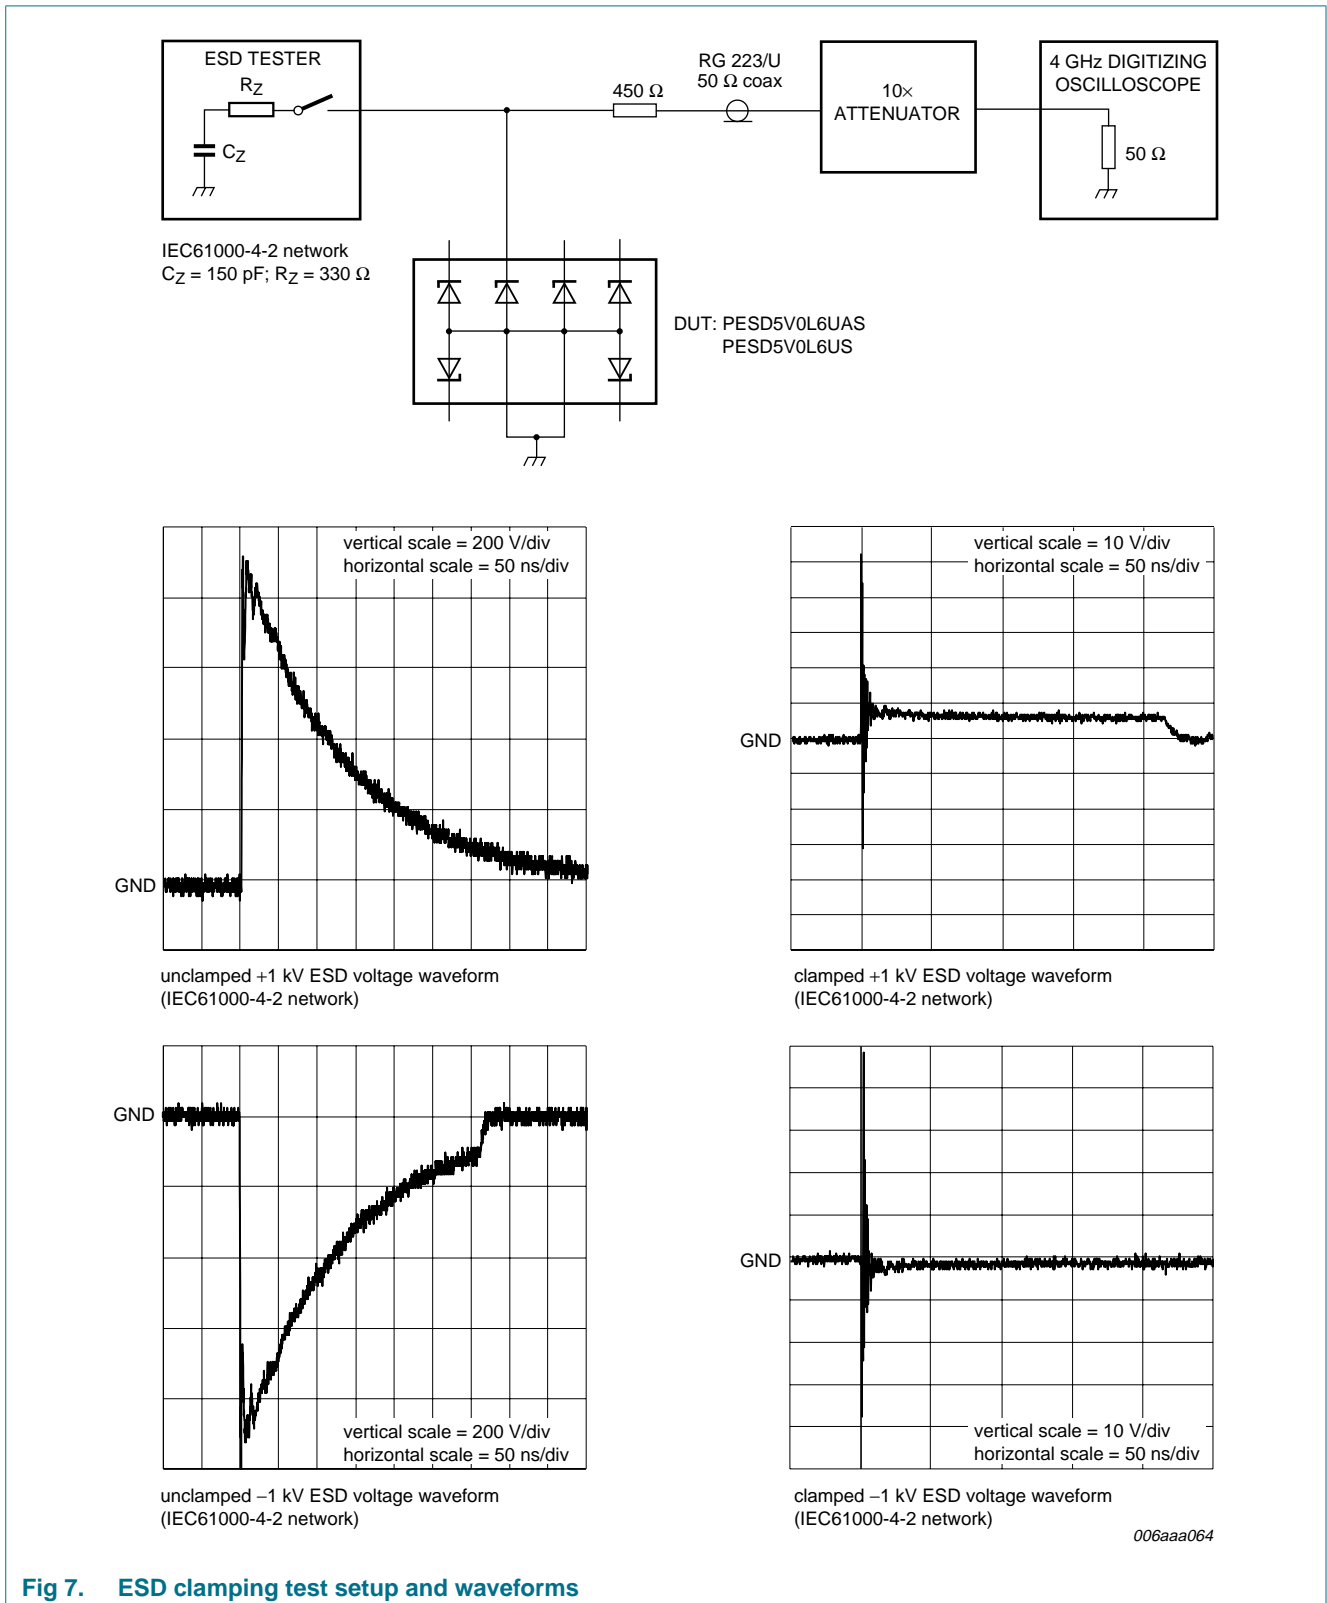 ESD TESTER
RZ
CZ
IEC61000-4-2 network
CZ = 150 pF; RZ = 330 Ω
450 Ω
RG 223/U
50 Ω coax
10×
ATTENUATOR
4 GHz DIGITIZING
OSCILLOSCOPE
50 Ω
DUT: PESD5V0L6UAS
PESD5V0L6US
vertical scale = 200 V/div
horizontal scale = 50 ns/div
GND
unclamped +1 kV ESD voltage waveform
(IEC61000-4-2 network)
vertical scale = 10 V/div
horizontal scale = 50 ns/div
GND
clamped +1 kV ESD voltage waveform
(IEC61000-4-2 network)
GND
vertical scale = 200 V/div
horizontal scale = 50 ns/div
unclamped −1 kV ESD voltage waveform
(IEC61000-4-2 network)
GND
vertical scale = 10 V/div
horizontal scale = 50 ns/div
clamped −1 kV ESD voltage waveform
(IEC61000-4-2 network)
006aaa064
Fig 7. ESD clamping test setup and waveforms